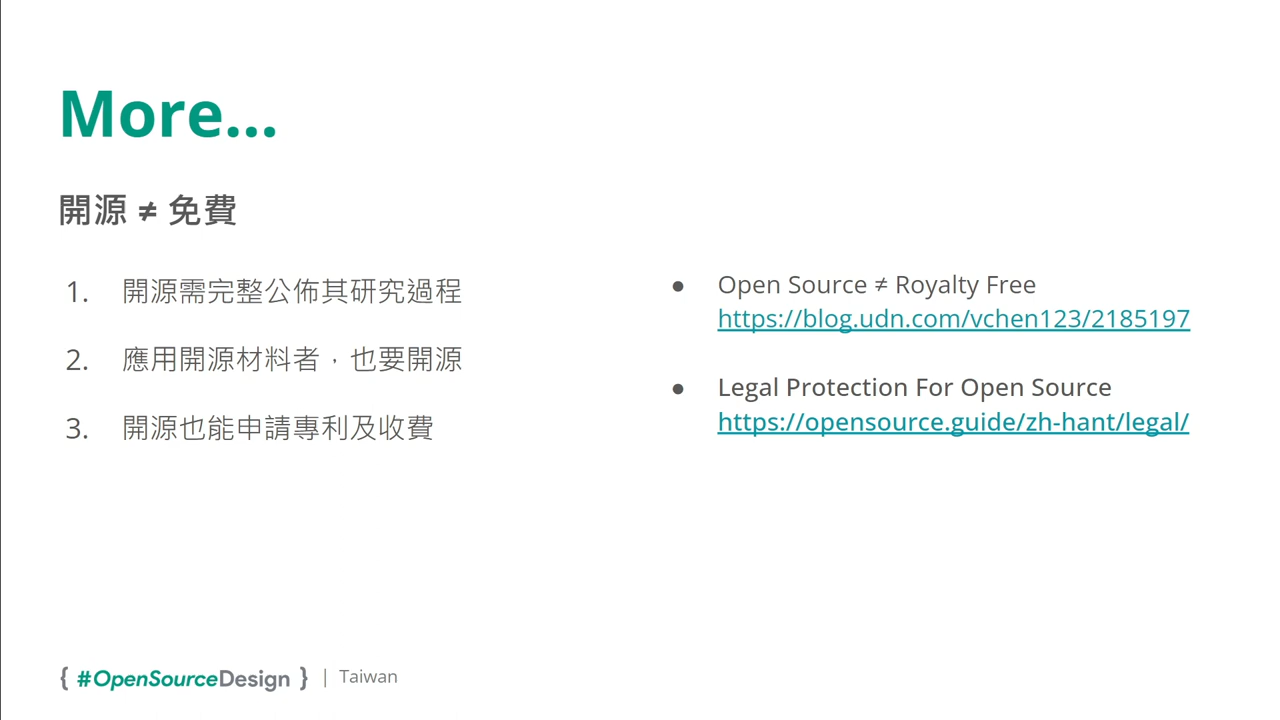 More...
開源 ≠ 免費
1. 開源需完整公佈其研究過程
2. 應用開源材料者，也要開源
3. 開源也能申請專利及收費
● Open Source ≠ Royalty Free
https://blog.udn.com/vchen123/2185197
● Legal Protection For Open Source
https://opensource.guide/zh-hant/legal/
{ #OpenSourceDesign } | Taiwan